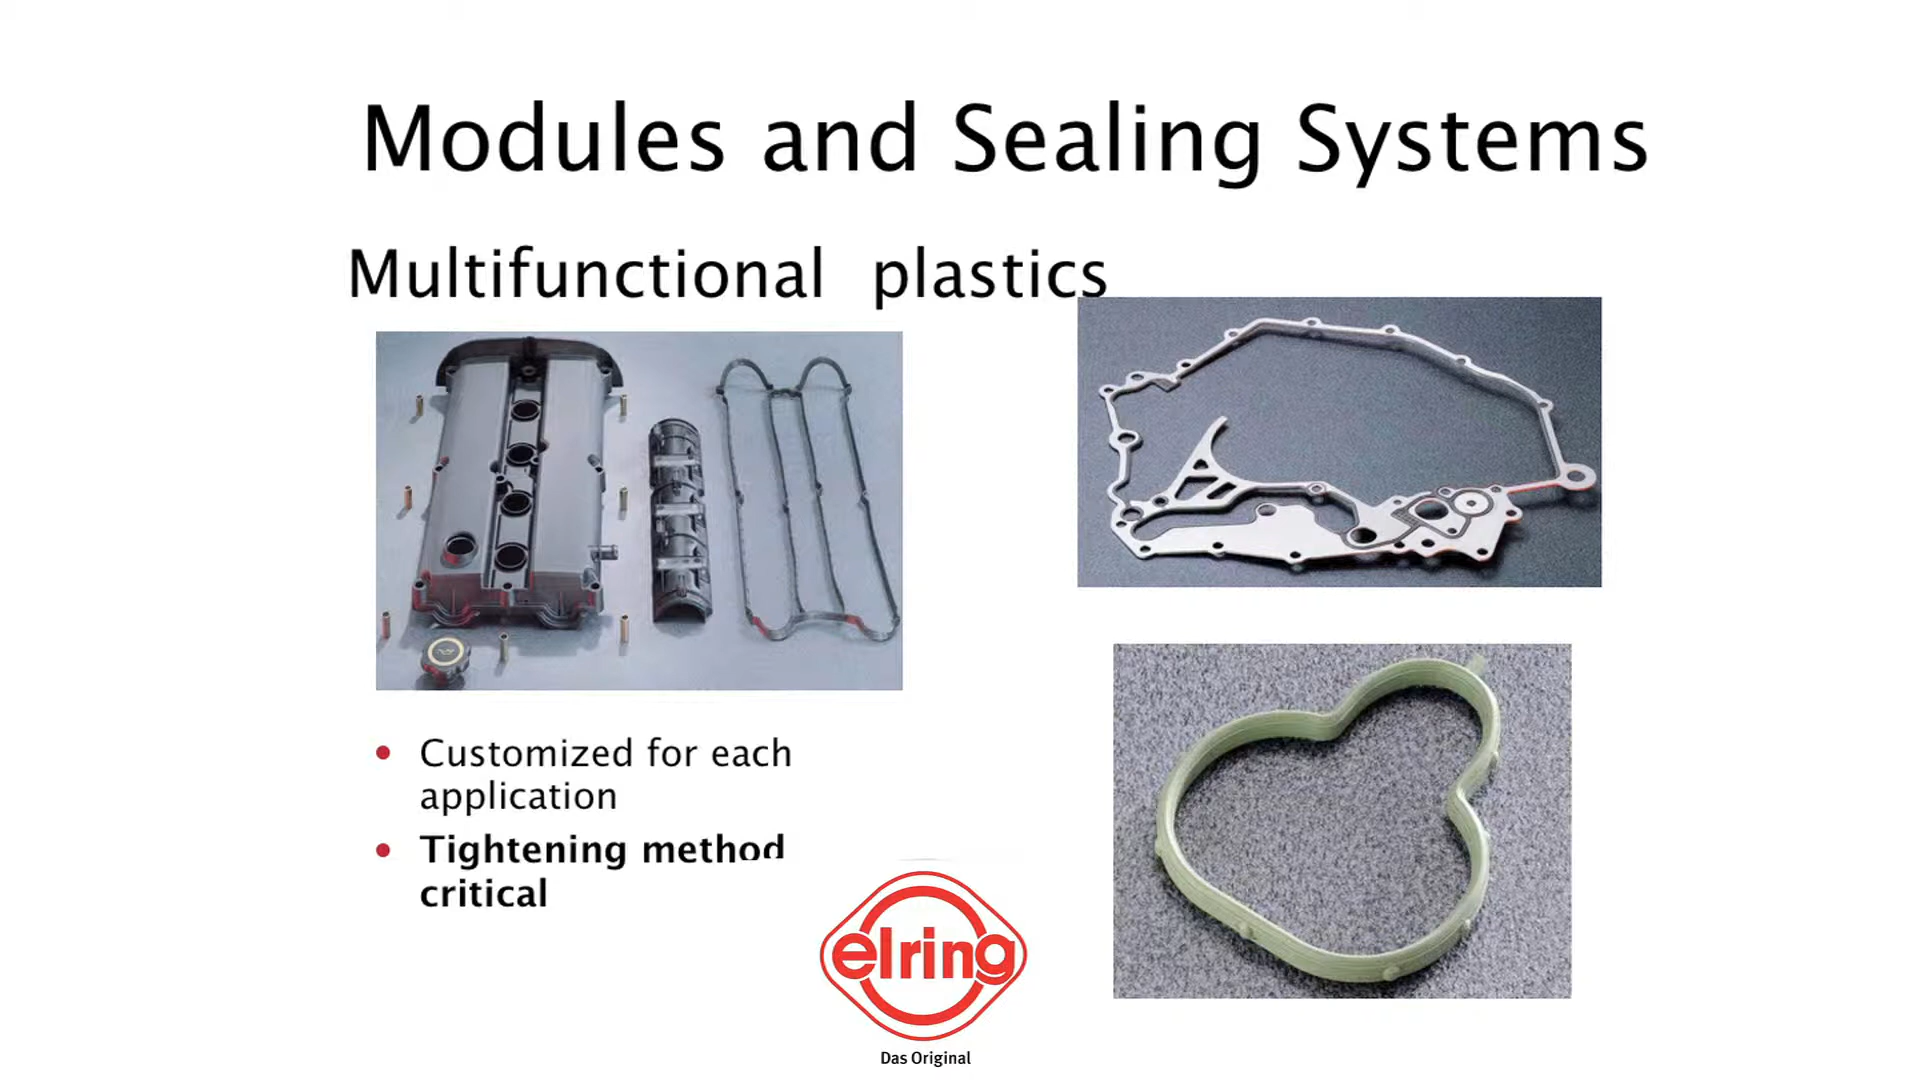 Modules and Sealing Systems
Multifunctional plastics
Customized for each
application
Tightening method
critical
elring
Das Original